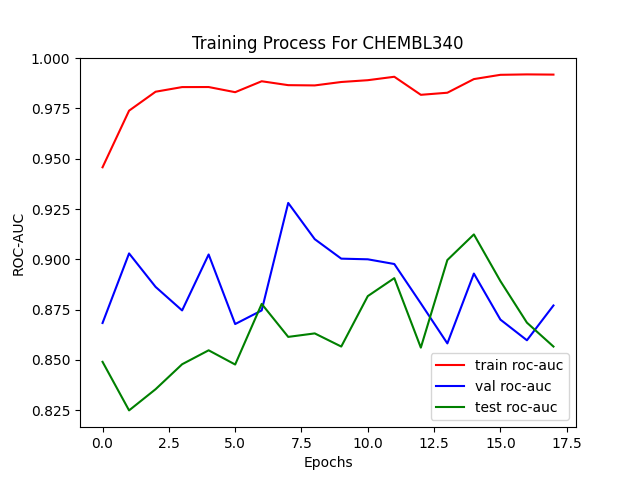 Training Process For CHEMBL340
1.000
0.975
0.950
0.925
0.900
0.875
0.850
0.825
ROC-AUC
train roc-auc
val roc-auc
test roc-auc
0.0 2.5 5.0 7.5 10.0 12.5 15.0 17.5
Epochs